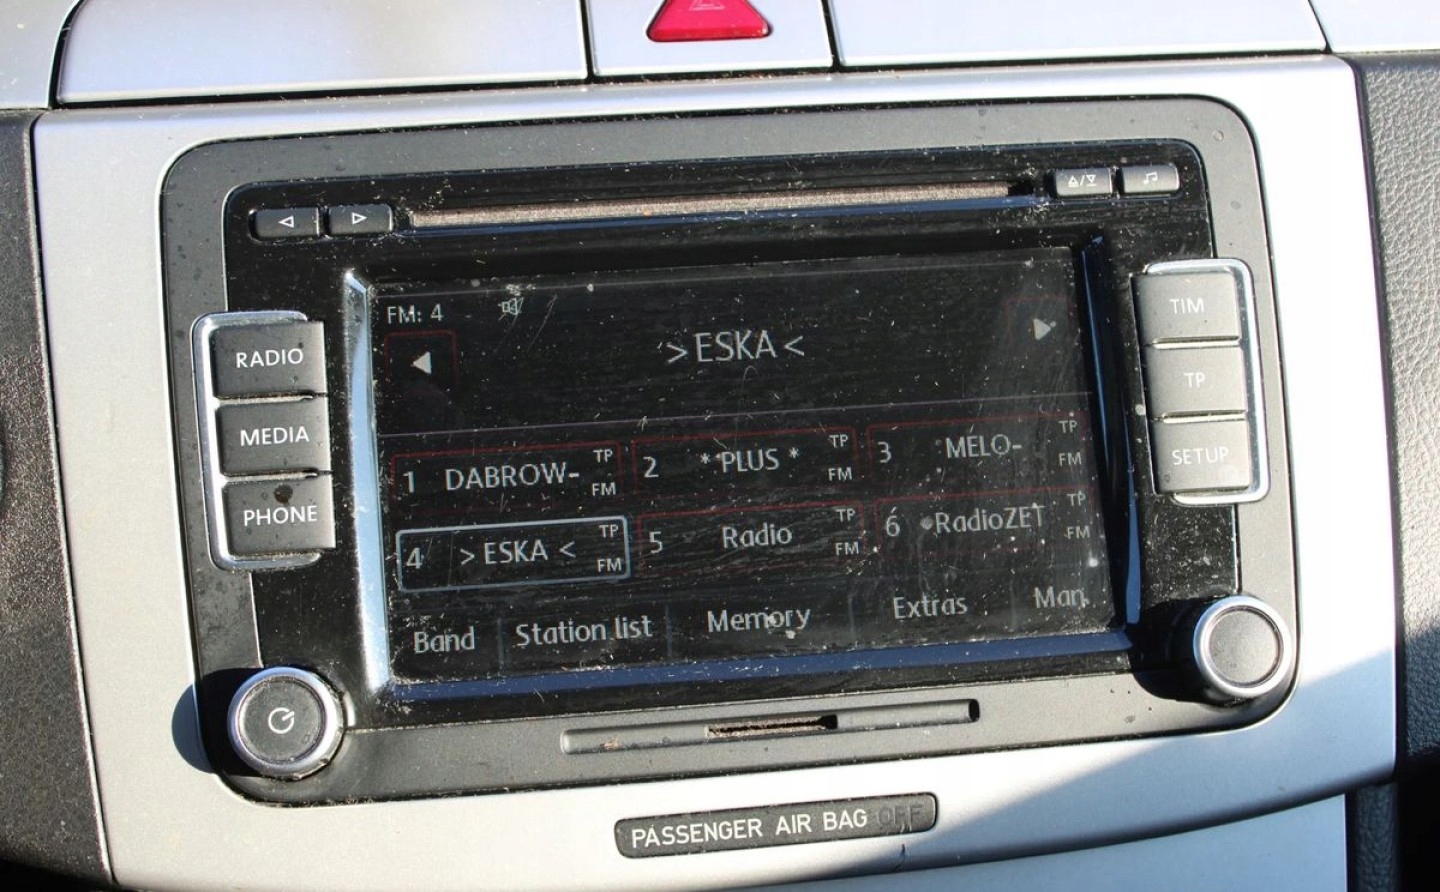 FM: 4
>ESKA<
RADIO
MEDIA
PHONE
TIM
TP
SETUP
1 DABROW- TP FM
2 *PLUS* TP FM
3 MELO- TP FM
4 >ESKA< TP FM
5 Radio TP FM
6 •RadioZET TP FM
Band Station list Memory Extras Man.
PASSENGER AIR BAG OFF